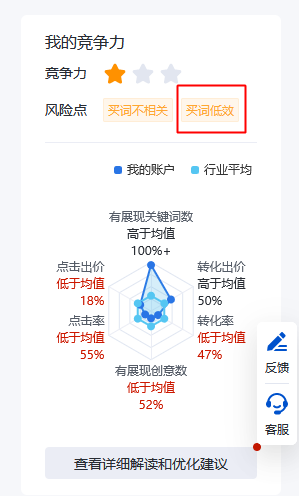 我的竞争力
竞争力
风险点 买词不相关 买词低效
我的账户 行业平均
有展现关键词数
高于均值
100%+
点击出价
低于均值
18%
转化出价
高于均值
50%
点击率
低于均值
55%
转化率
低于均值
47%
有展现创意数
低于均值
52%
反馈
客服
查看详细解读和优化建议